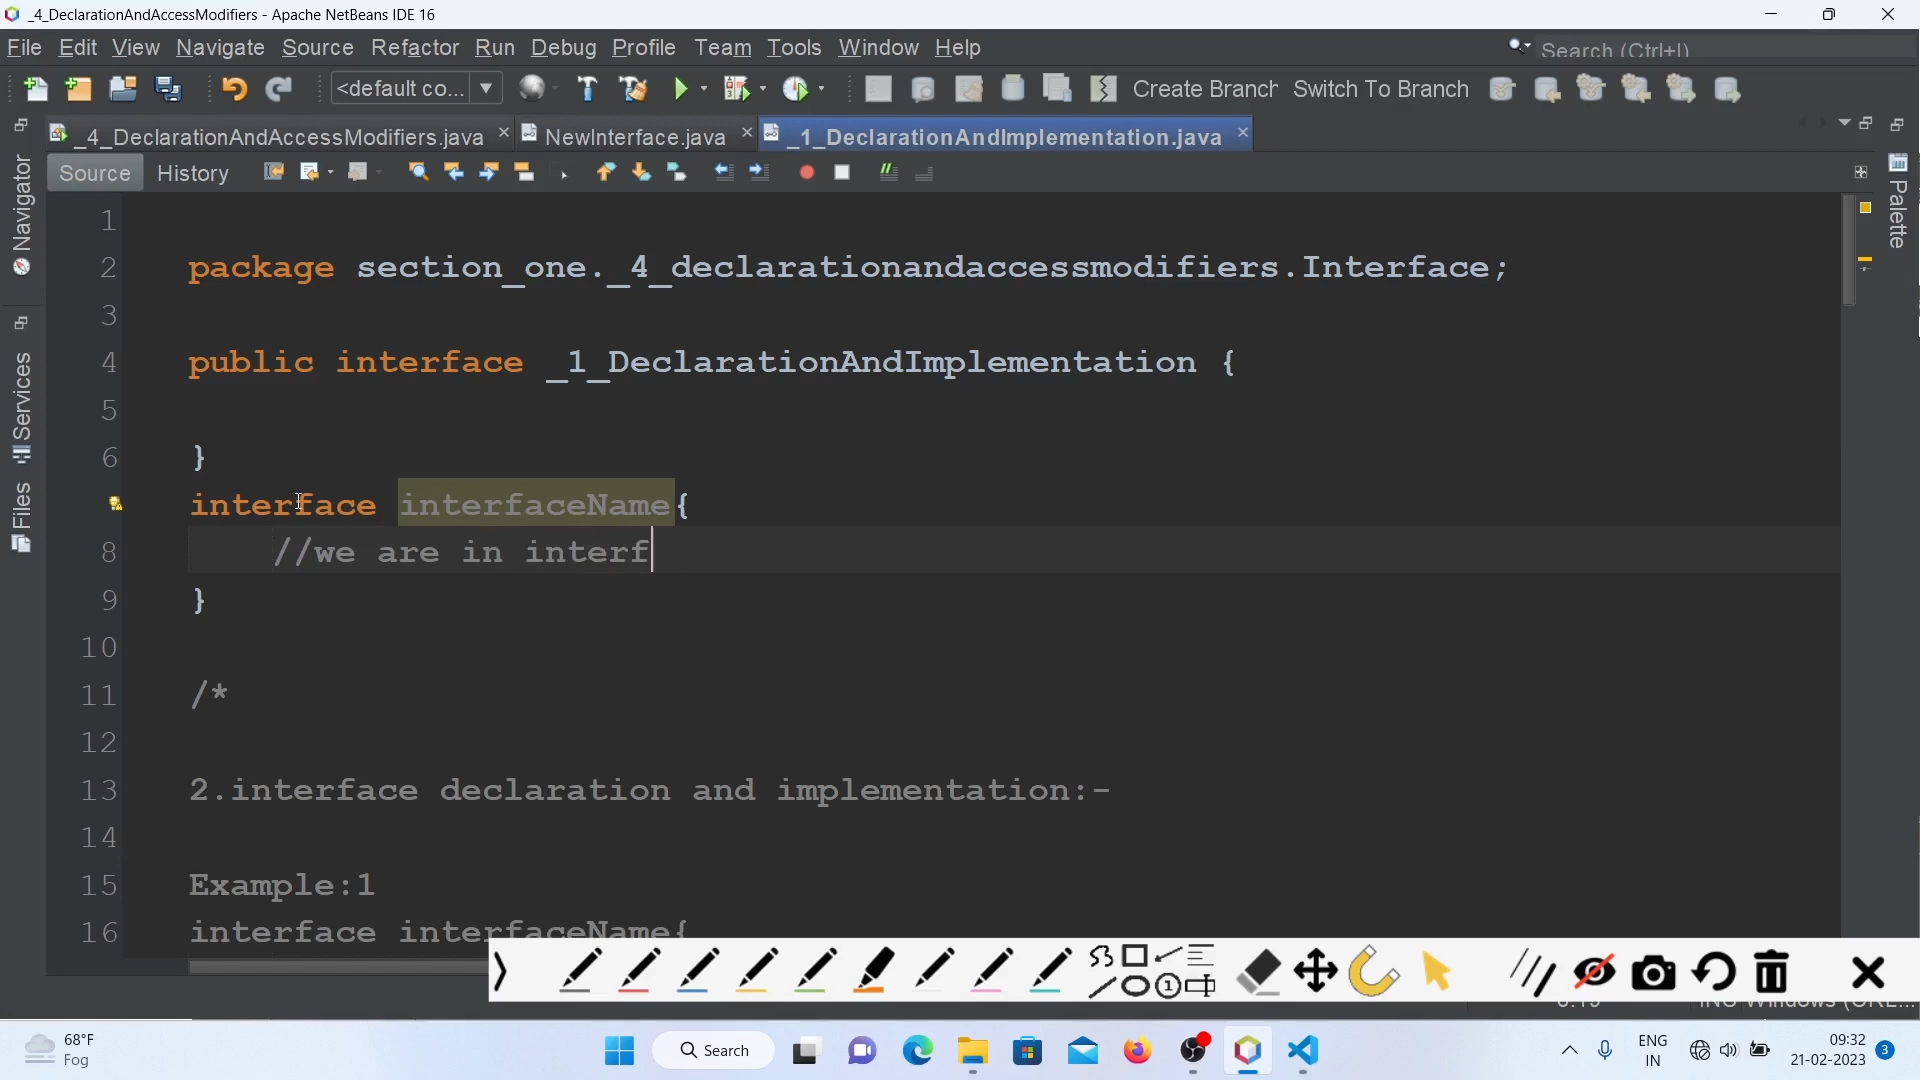 _4_DeclarationAndAccessModifiers - Apache NetBeans IDE 16
File Edit View Navigate Source Refactor Run Debug Profile Team Tools Window Help
Search (Ctrl+I)
<default co...
Create Branch Switch To Branch
_4_DeclarationAndAccessModifiers.java NewInterface.java _1_DeclarationAndImplementation.java
Source History
Navigator
Services
Files
Palette
1
2 package section_one._4_declarationandaccessmodifiers.Interface;
3
4 public interface _1_DeclarationAndImplementation {
5
6 }
interface interfaceName{
8 //we are in interf
9 }
10
11 /*
12
13 2.interface declaration and implementation:-
14
15 Example:1
16 interface interfaceName{
68°F
Fog
Search
ENG
IN
09:32
21-02-2023
3